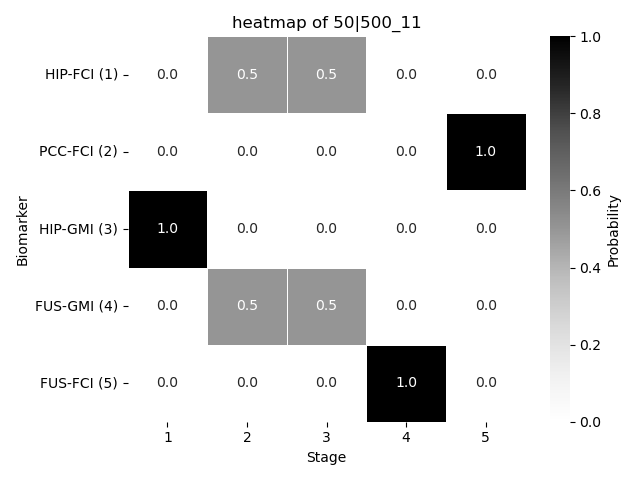 heatmap of 50|500_11
HIP-FCI (1) 0.0 0.5 0.5 0.0 0.0
PCC-FCI (2) 0.0 0.0 0.0 0.0 1.0
HIP-GMI (3) 1.0 0.0 0.0 0.0 0.0
FUS-GMI (4) 0.0 0.5 0.5 0.0 0.0
FUS-FCI (5) 0.0 0.0 0.0 1.0 0.0
1 2 3 4 5
Stage
Biomarker
1.0
0.8
0.6
0.4
0.2
0.0
Probability